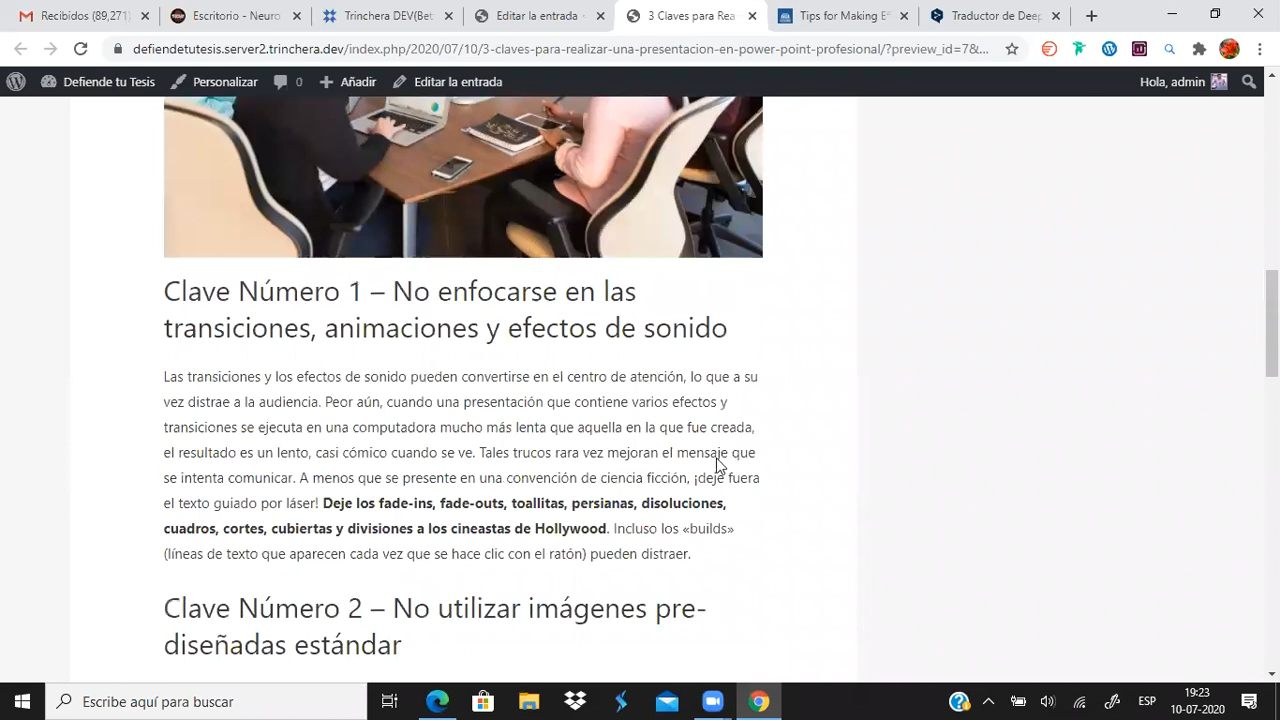 Recibidos (89,271)
Escritorio - Neuro
Trinchera DEV(Bet
Editar la entrada
3 Claves para Rea
Tips for Making E
Traductor de Deep
defiendetutesis.server2.trinchera.dev/index.php/2020/07/10/3-claves-para-realizar-una-presentacion-en-power-point-profesional/?preview_id=7&...
Defiende tu Tesis
Personalizar
0
Añadir
Editar la entrada
Hola, admin
Clave Número 1 – No enfocarse en las
transiciones, animaciones y efectos de sonido
Las transiciones y los efectos de sonido pueden convertirse en el centro de atención, lo que a su
vez distrae a la audiencia. Peor aún, cuando una presentación que contiene varios efectos y
transiciones se ejecuta en una computadora mucho más lenta que aquella en la que fue creada,
el resultado es un lento, casi cómico cuando se ve. Tales trucos rara vez mejoran el mensaje que
se intenta comunicar. A menos que se presente en una convención de ciencia ficción, ¡deje fuera
el texto guiado por láser! Deje los fade-ins, fade-outs, toallitas, persianas, disoluciones,
cuadros, cortes, cubiertas y divisiones a los cineastas de Hollywood. Incluso los «builds»
(líneas de texto que aparecen cada vez que se hace clic con el ratón) pueden distraer.
Clave Número 2 – No utilizar imágenes pre-
diseñadas estándar
Escribe aquí para buscar
ESP
19:23
10-07-2020